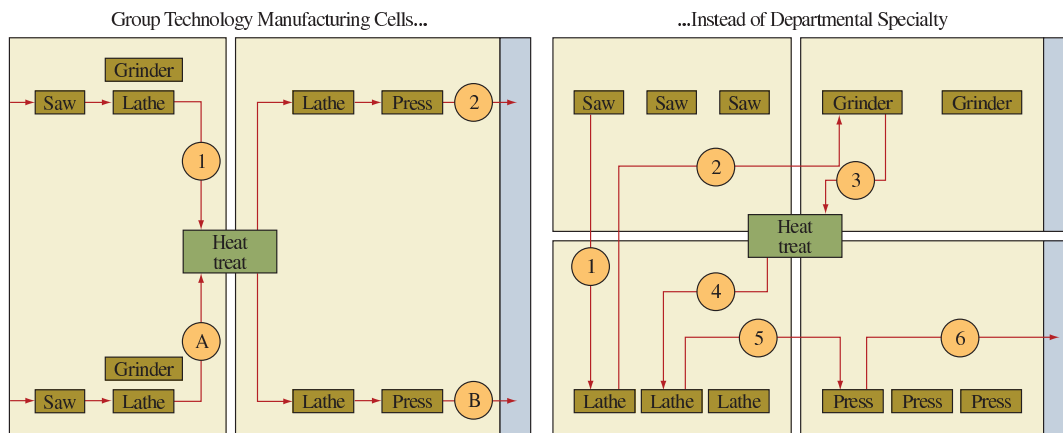 Group Technology Manufacturing Cells...
Grinder
Saw
Lathe
1
Heat
treat
A
Grinder
Saw
Lathe
Lathe
Press
2
Lathe
Press
B
...Instead of Departmental Specialty
Saw
Saw
Saw
Grinder
Grinder
2
3
Heat
treat
1
4
5
6
Lathe
Lathe
Lathe
Press
Press
Press